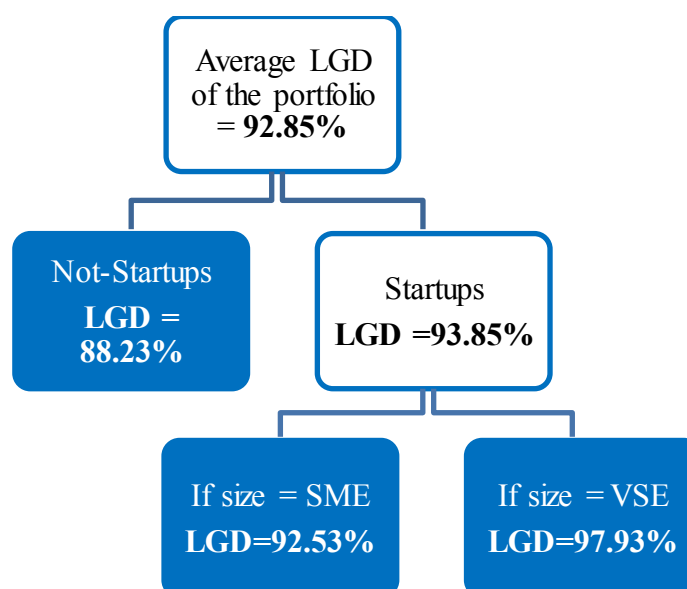 Average LGD
of the portfolio
= 92.85%
Not-Startups
LGD =
88.23%
Startups
LGD =93.85%
If size = SME
LGD=92.53%
If size = VSE
LGD=97.93%